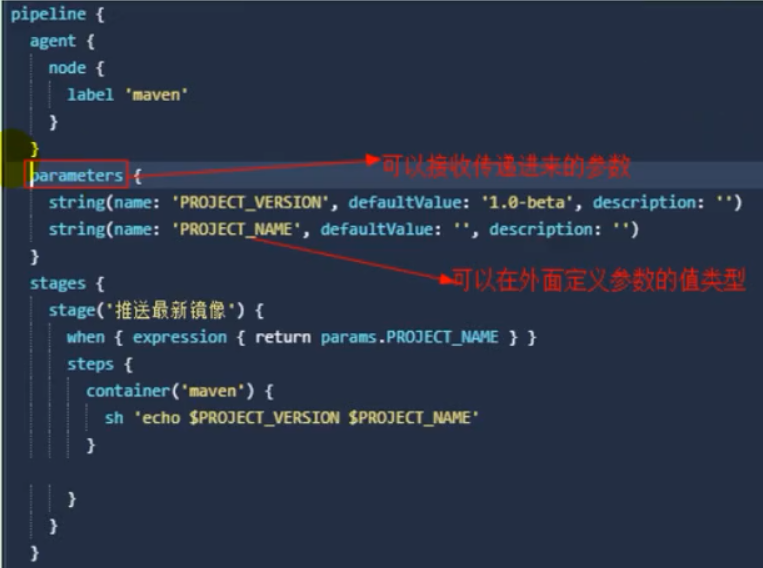 pipeline {
agent {
node {
label 'maven'
}
}
parameters {
可以接收传递进来的参数
string(name: 'PROJECT_VERSION', defaultValue: '1.0-beta', description: '')
string(name: 'PROJECT_NAME', defaultValue: '', description: '')
}
可以在外面定义参数的值类型
stages {
stage('推送最新镜像') {
when { expression { return params.PROJECT_NAME } }
steps {
container('maven') {
sh 'echo $PROJECT_VERSION $PROJECT_NAME'
}
}
}
}